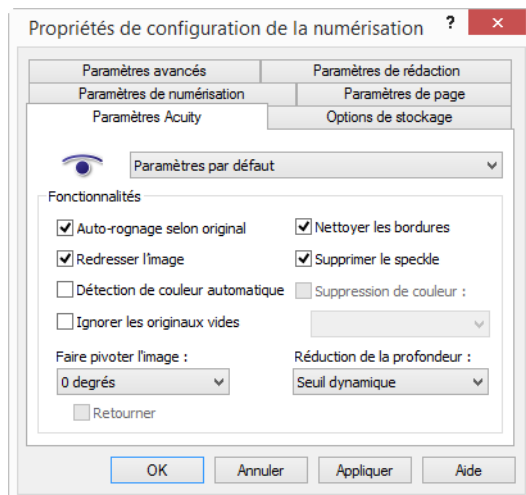 Propriétés de configuration de la numérisation ? ×
Paramètres avancés
Paramètres de rédaction
Paramètres de numérisation
Paramètres de page
Paramètres Acuity
Options de stockage
Paramètres par défaut
Fonctionnalités
Auto-rognage selon original
Nettoyer les bordures
Redresser l'image
Supprimer le speckle
Détection de couleur automatique
Suppression de couleur :
Ignorer les originaux vides
Faire pivoter l'image :
Réduction de la profondeur :
0 degrés
Seuil dynamique
Retourner
OK
Annuler
Appliquer
Aide